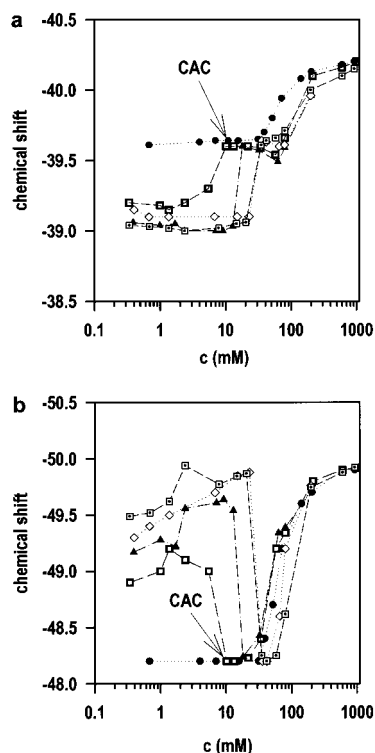 a
-40.5
-40.0
-39.5
-39.0
-38.5
chemical shift
CAC
0.1 1 10 100 1000
c (mM)
b
-50.5
-50.0
-49.5
-49.0
-48.5
-48.0
chemical shift
CAC
0.1 1 10 100 1000
c (mM)